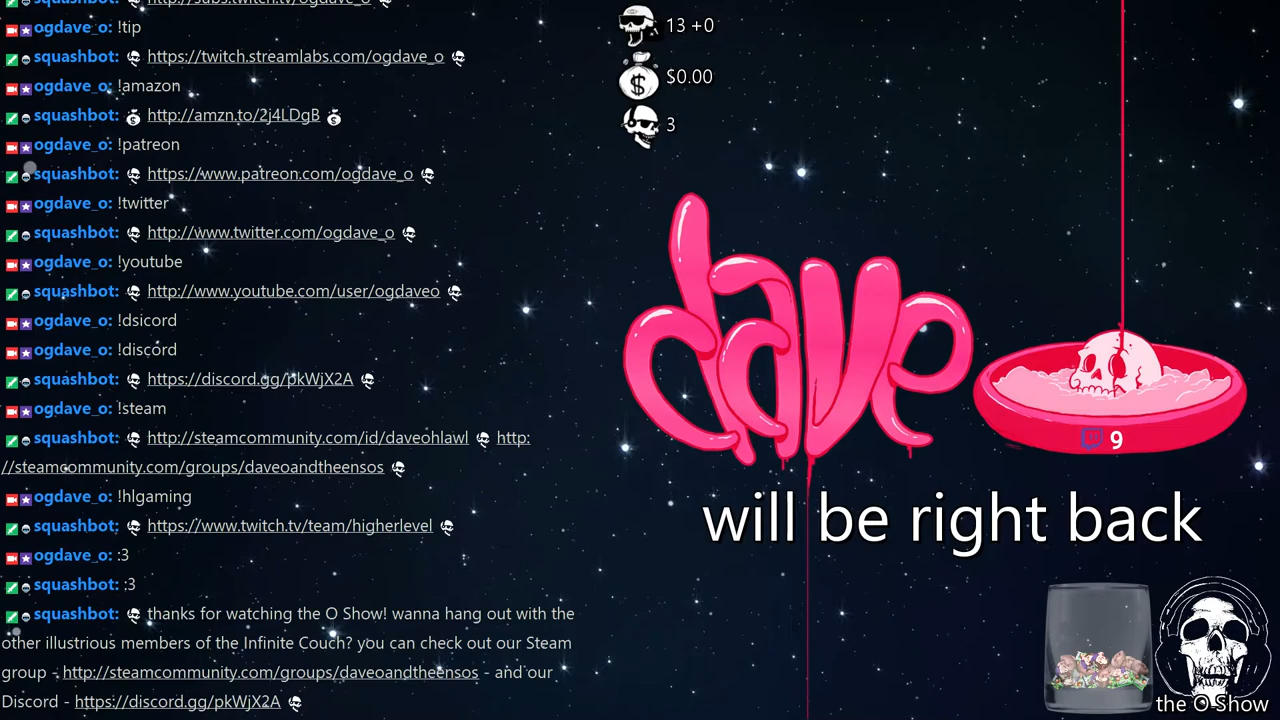 squashbot: http://subs.twitch.tv/ogdave_o
ogdave_o: !tip
squashbot: https://twitch.streamlabs.com/ogdave_o
ogdave_o: !amazon
squashbot: http://amzn.to/2j4LDgB
ogdave_o: !patreon
squashbot: https://www.patreon.com/ogdave_o
ogdave_o: !twitter
squashbot: http://www.twitter.com/ogdave_o
ogdave_o: !youtube
squashbot: http://www.youtube.com/user/ogdaveo
ogdave_o: !dsicord
ogdave_o: !discord
squashbot: https://discord.gg/pkWjX2A
ogdave_o: !steam
squashbot: http://steamcommunity.com/id/daveohlawl http:
//steamcommunity.com/groups/daveoandtheensos
ogdave_o: !hlgaming
squashbot: https://www.twitch.tv/team/higherlevel
ogdave_o: :3
squashbot: :3
squashbot: thanks for watching the O Show! wanna hang out with the
other illustrious members of the Infinite Couch? you can check out our Steam
group - http://steamcommunity.com/groups/daveoandtheensos - and our
Discord - https://discord.gg/pkWjX2A
13 +0
$
$0.00
3
dave
9
will be right back
the O Show